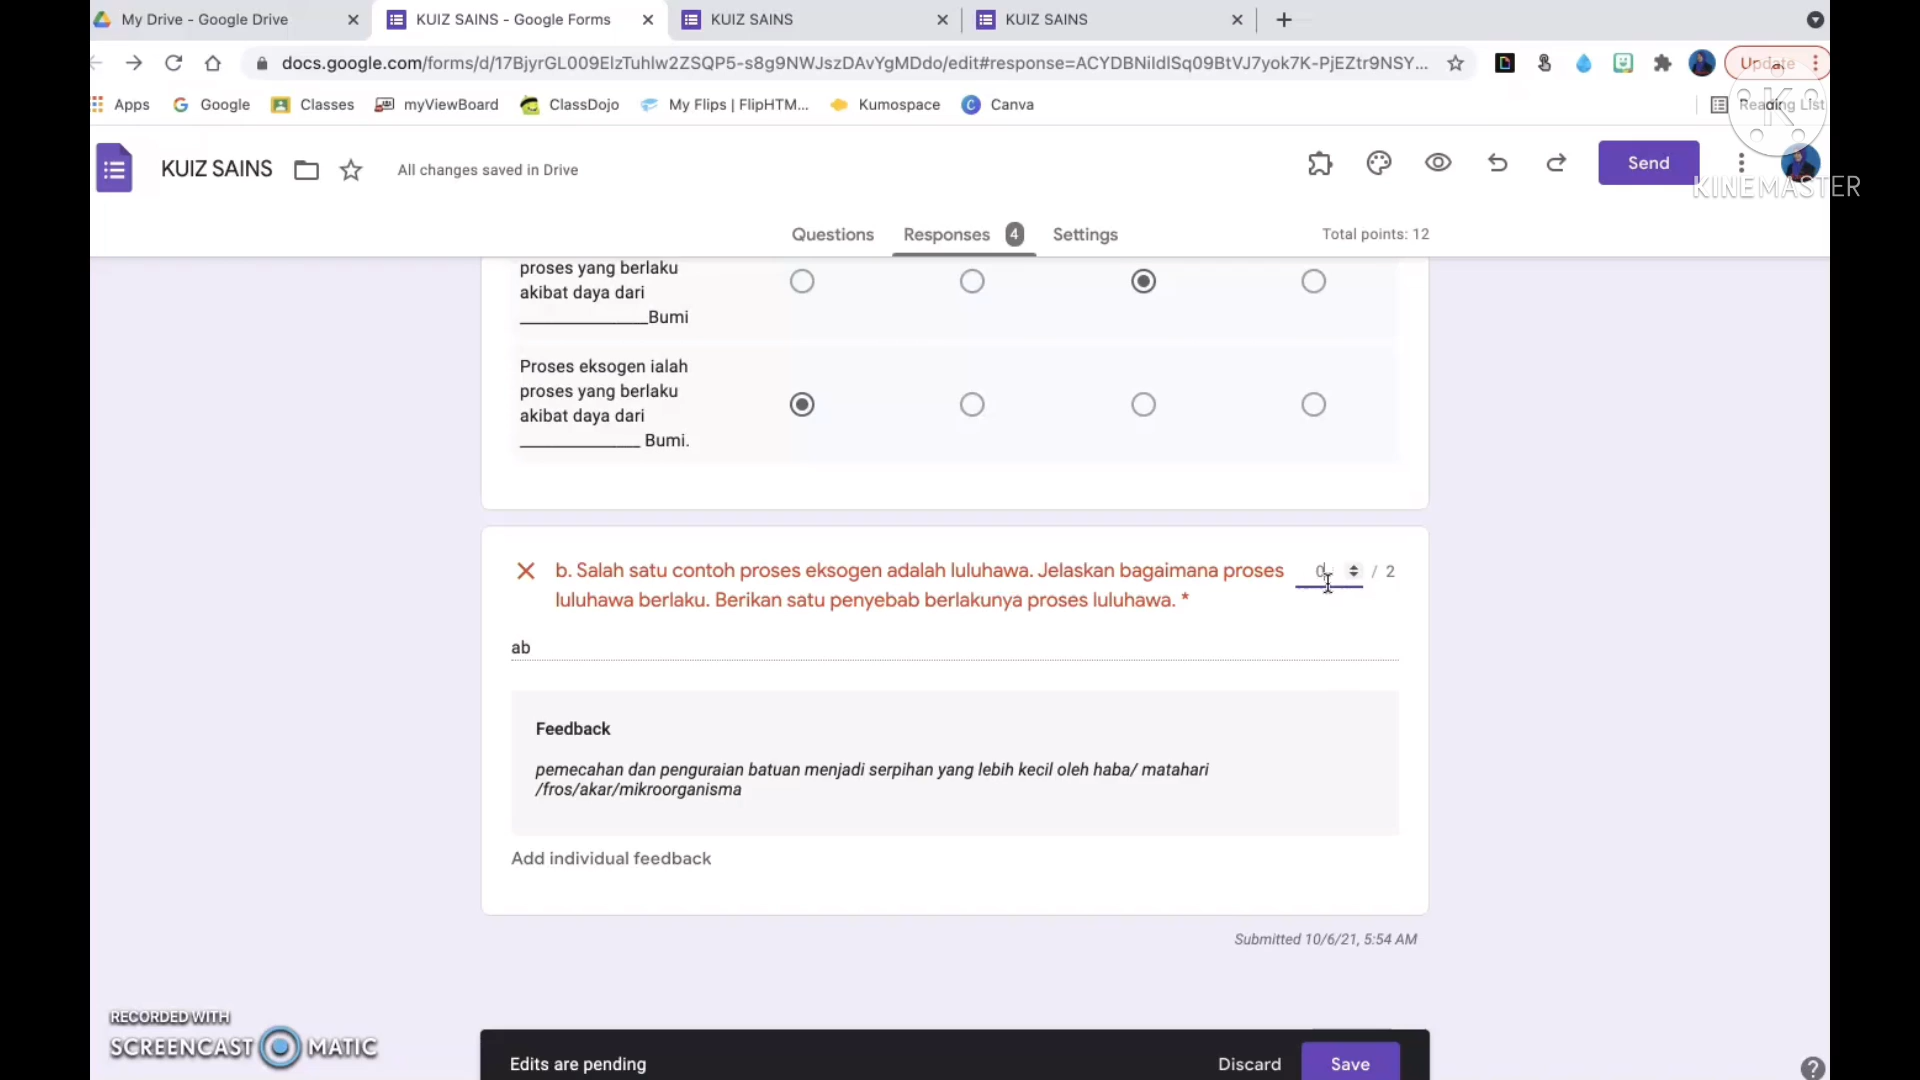 My Drive - Google Drive
KUIZ SAINS - Google Forms
KUIZ SAINS
KUIZ SAINS
docs.google.com/forms/d/17BjyrGL009ElzTuhlw2ZSQP5-s8g9NWJszDAvYgMDdo/edit#response=ACYDBNiIdlSq09BtVJ7yok7K-PjEZtr9NSY...
Update
Apps
Google
Classes
myViewBoard
ClassDojo
My Flips | FlipHTM...
Kumospace
Canva
Reading List
KUIZ SAINS
All changes saved in Drive
Send
KINEMASTER
Questions
Responses 4
Settings
Total points: 12
proses yang berlaku
akibat daya dari
________________Bumi
Proses eksogen ialah
proses yang berlaku
akibat daya dari
_______________ Bumi.
b. Salah satu contoh proses eksogen adalah luluhawa. Jelaskan bagaimana proses
luluhawa berlaku. Berikan satu penyebab berlakunya proses luluhawa. *
0 / 2
ab
Feedback
pemecahan dan penguraian batuan menjadi serpihan yang lebih kecil oleh haba/ matahari
/fros/akar/mikroorganisma
Add individual feedback
Submitted 10/6/21, 5:54 AM
RECORDED WITH
SCREENCAST MATIC
Edits are pending
Discard
Save